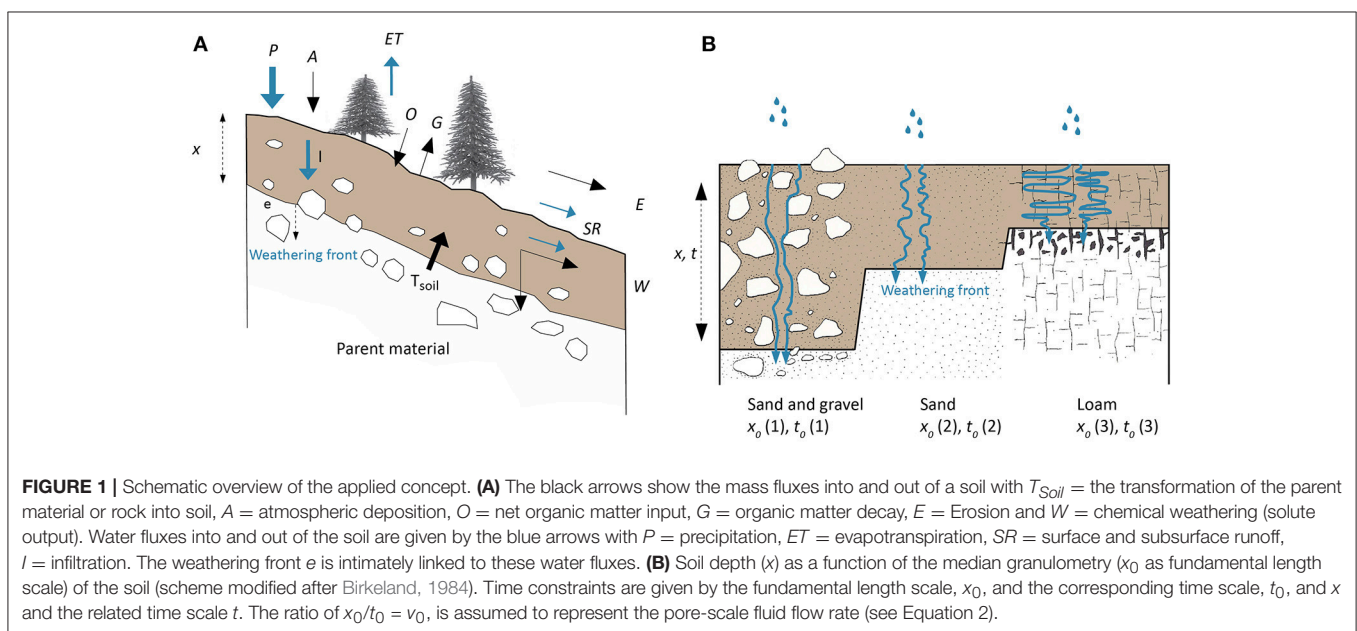 A
P
A
ET
O
G
x
I
e
E
SR
Weathering front
T_soil
W
Parent material
B
x, t
Weathering front
Sand and gravel
x_o (1), t_o (1)
Sand
x_o (2), t_o (2)
Loam
x_o (3), t_o (3)
FIGURE 1 | Schematic overview of the applied concept. (A) The black arrows show the mass fluxes into and out of a soil with T_Soil = the transformation of the parent
material or rock into soil, A = atmospheric deposition, O = net organic matter input, G = organic matter decay, E = Erosion and W = chemical weathering (solute
output). Water fluxes into and out of the soil are given by the blue arrows with P = precipitation, ET = evapotranspiration, SR = surface and subsurface runoff,
I = infiltration. The weathering front e is intimately linked to these water fluxes. (B) Soil depth (x) as a function of the median granulometry (x_0 as fundamental length
scale) of the soil (scheme modified after Birkeland, 1984). Time constraints are given by the fundamental length scale, x_0, and the corresponding time scale, t_0, and x
and the related time scale t. The ratio of x_0/t_0 = v_0, is assumed to represent the pore-scale fluid flow rate (see Equation 2).